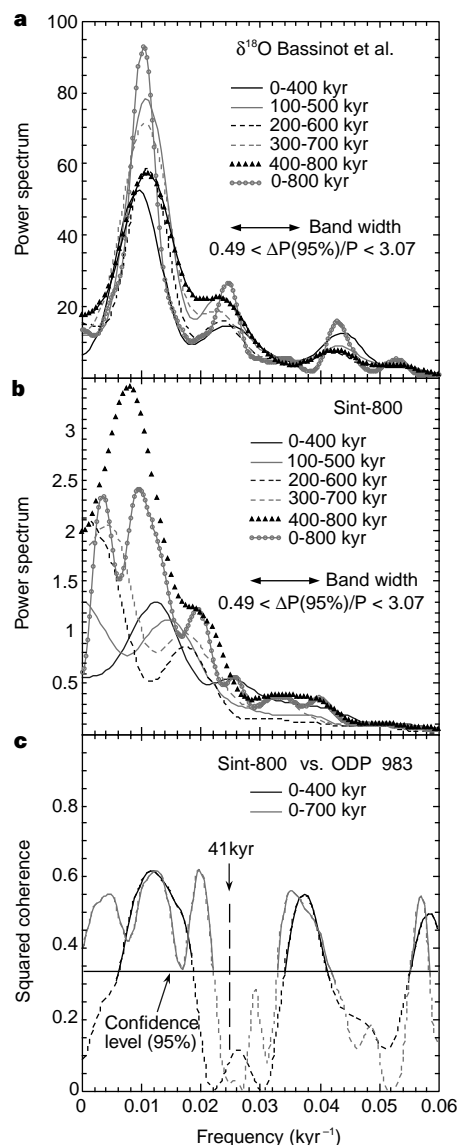 a
100
80
60
40
20
Power spectrum
δ18O Bassinot et al.
0-400 kyr
100-500 kyr
200-600 kyr
300-700 kyr
400-800 kyr
0-800 kyr
Band width
0.49 < ΔP(95%)/P < 3.07
b
3
2.5
2
1.5
1
0.5
Power spectrum
Sint-800
0-400 kyr
100-500 kyr
200-600 kyr
300-700 kyr
400-800 kyr
0-800 kyr
Band width
0.49 < ΔP(95%)/P < 3.07
c
0.8
0.6
0.4
0.2
0
Squared coherence
Sint-800 vs. ODP 983
0-400 kyr
0-700 kyr
41kyr
Confidence
level (95%)
0 0.01 0.02 0.03 0.04 0.05 0.06
Frequency (kyr−1)